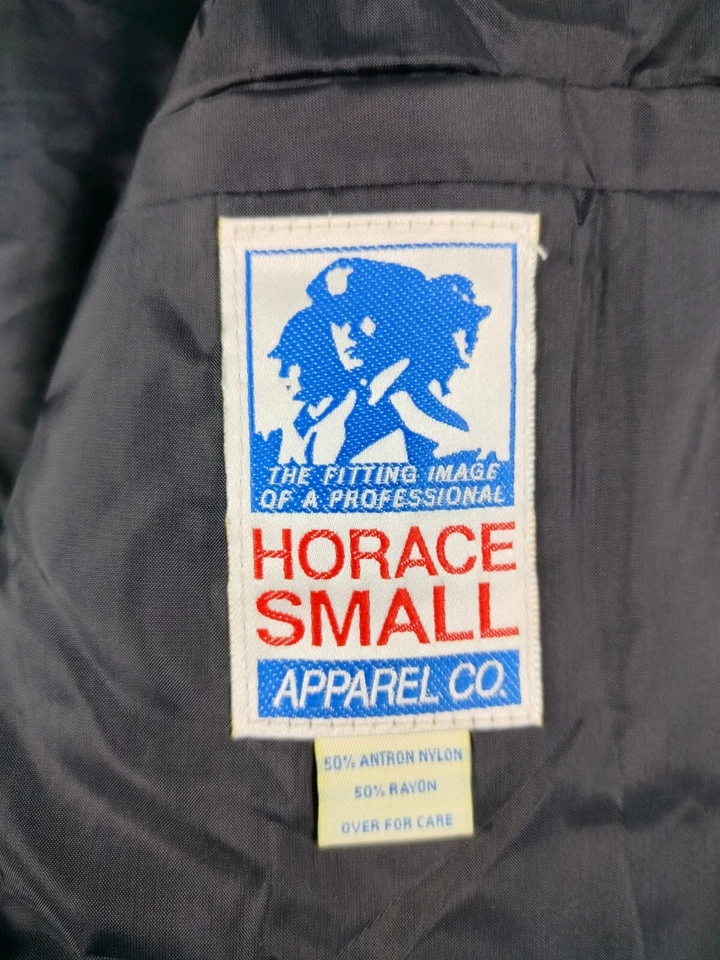 THE FITTING IMAGE
OF A PROFESSIONAL
HORACE
SMALL
APPAREL CO.
50% ANTRON NYLON
50% RAYON
OVER FOR CARE